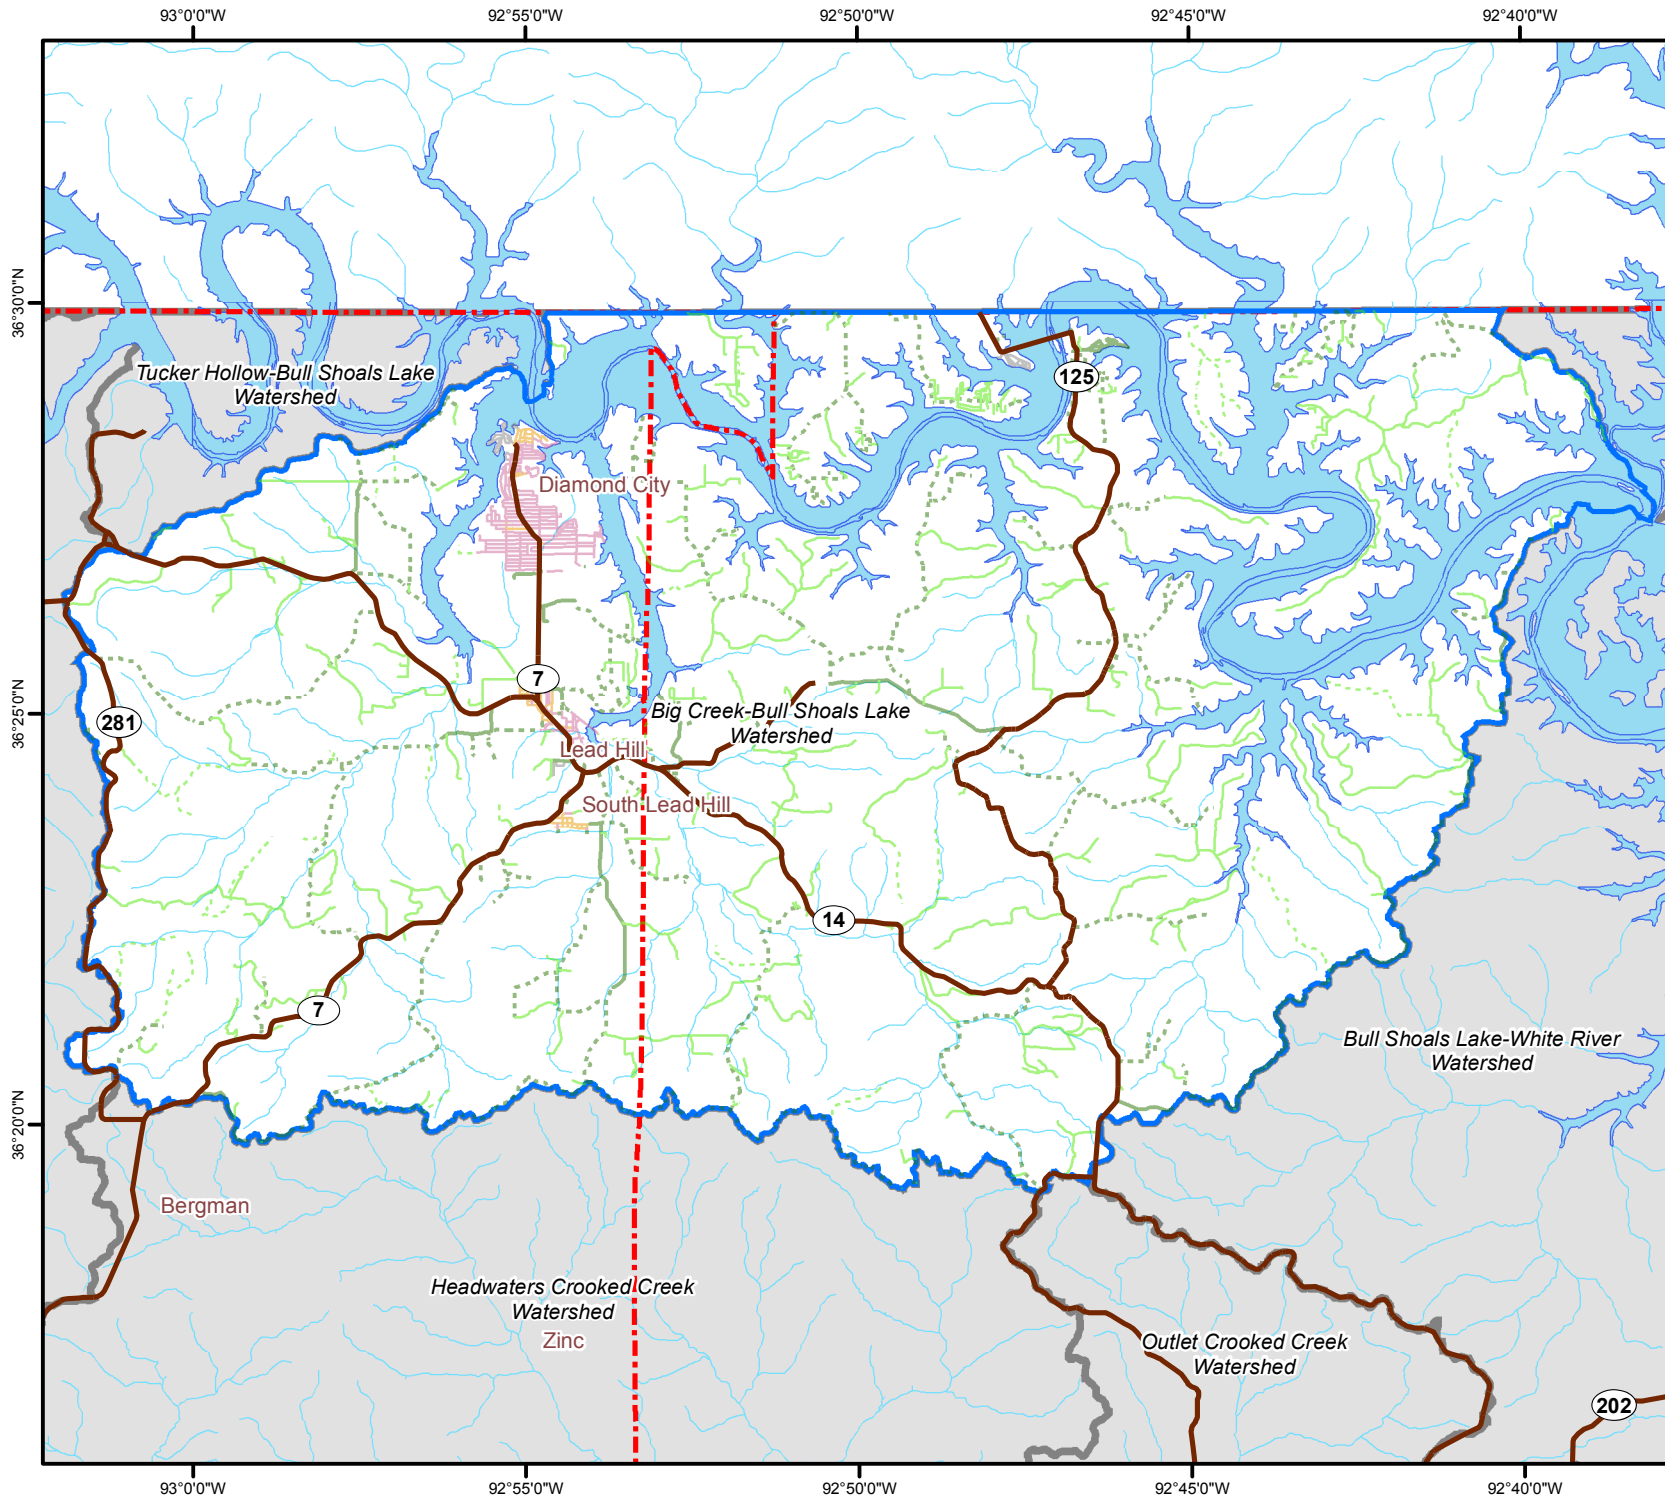 93°0'0"W 92°55'0"W 92°50'0"W 92°45'0"W 92°40'0"W
36°30'0"N
Tucker Hollow-Bull Shoals Lake
Watershed
125
Diamond City
7
36°25'0"N
281
Big Creek-Bull Shoals Lake
Watershed
Lead Hill
South Lead Hill
14
7
Bull Shoals Lake-White River
Watershed
36°20'0"N
Bergman
Headwaters Crooked Creek
Watershed
Zinc
Outlet Crooked Creek
Watershed
202
93°0'0"W 92°55'0"W 92°50'0"W 92°45'0"W 92°40'0"W